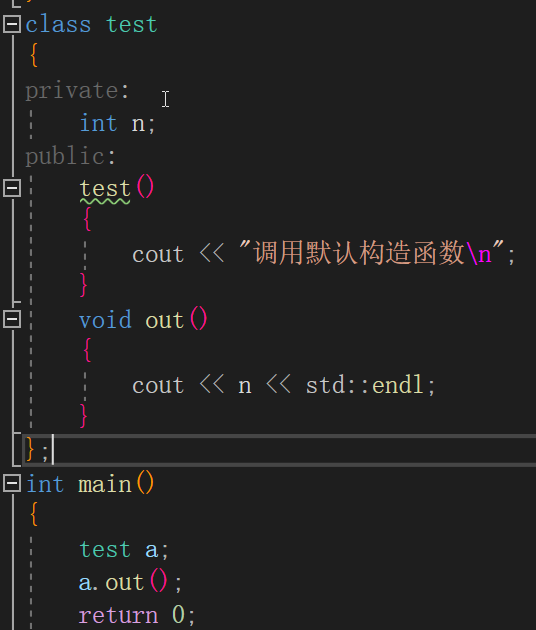 class test
{
private:
    int n;
public:
    test()
    {
        cout << "调用默认构造函数\n";
    }
    void out()
    {
        cout << n << std::endl;
    }
};
int main()
{
    test a;
    a.out();
    return 0;